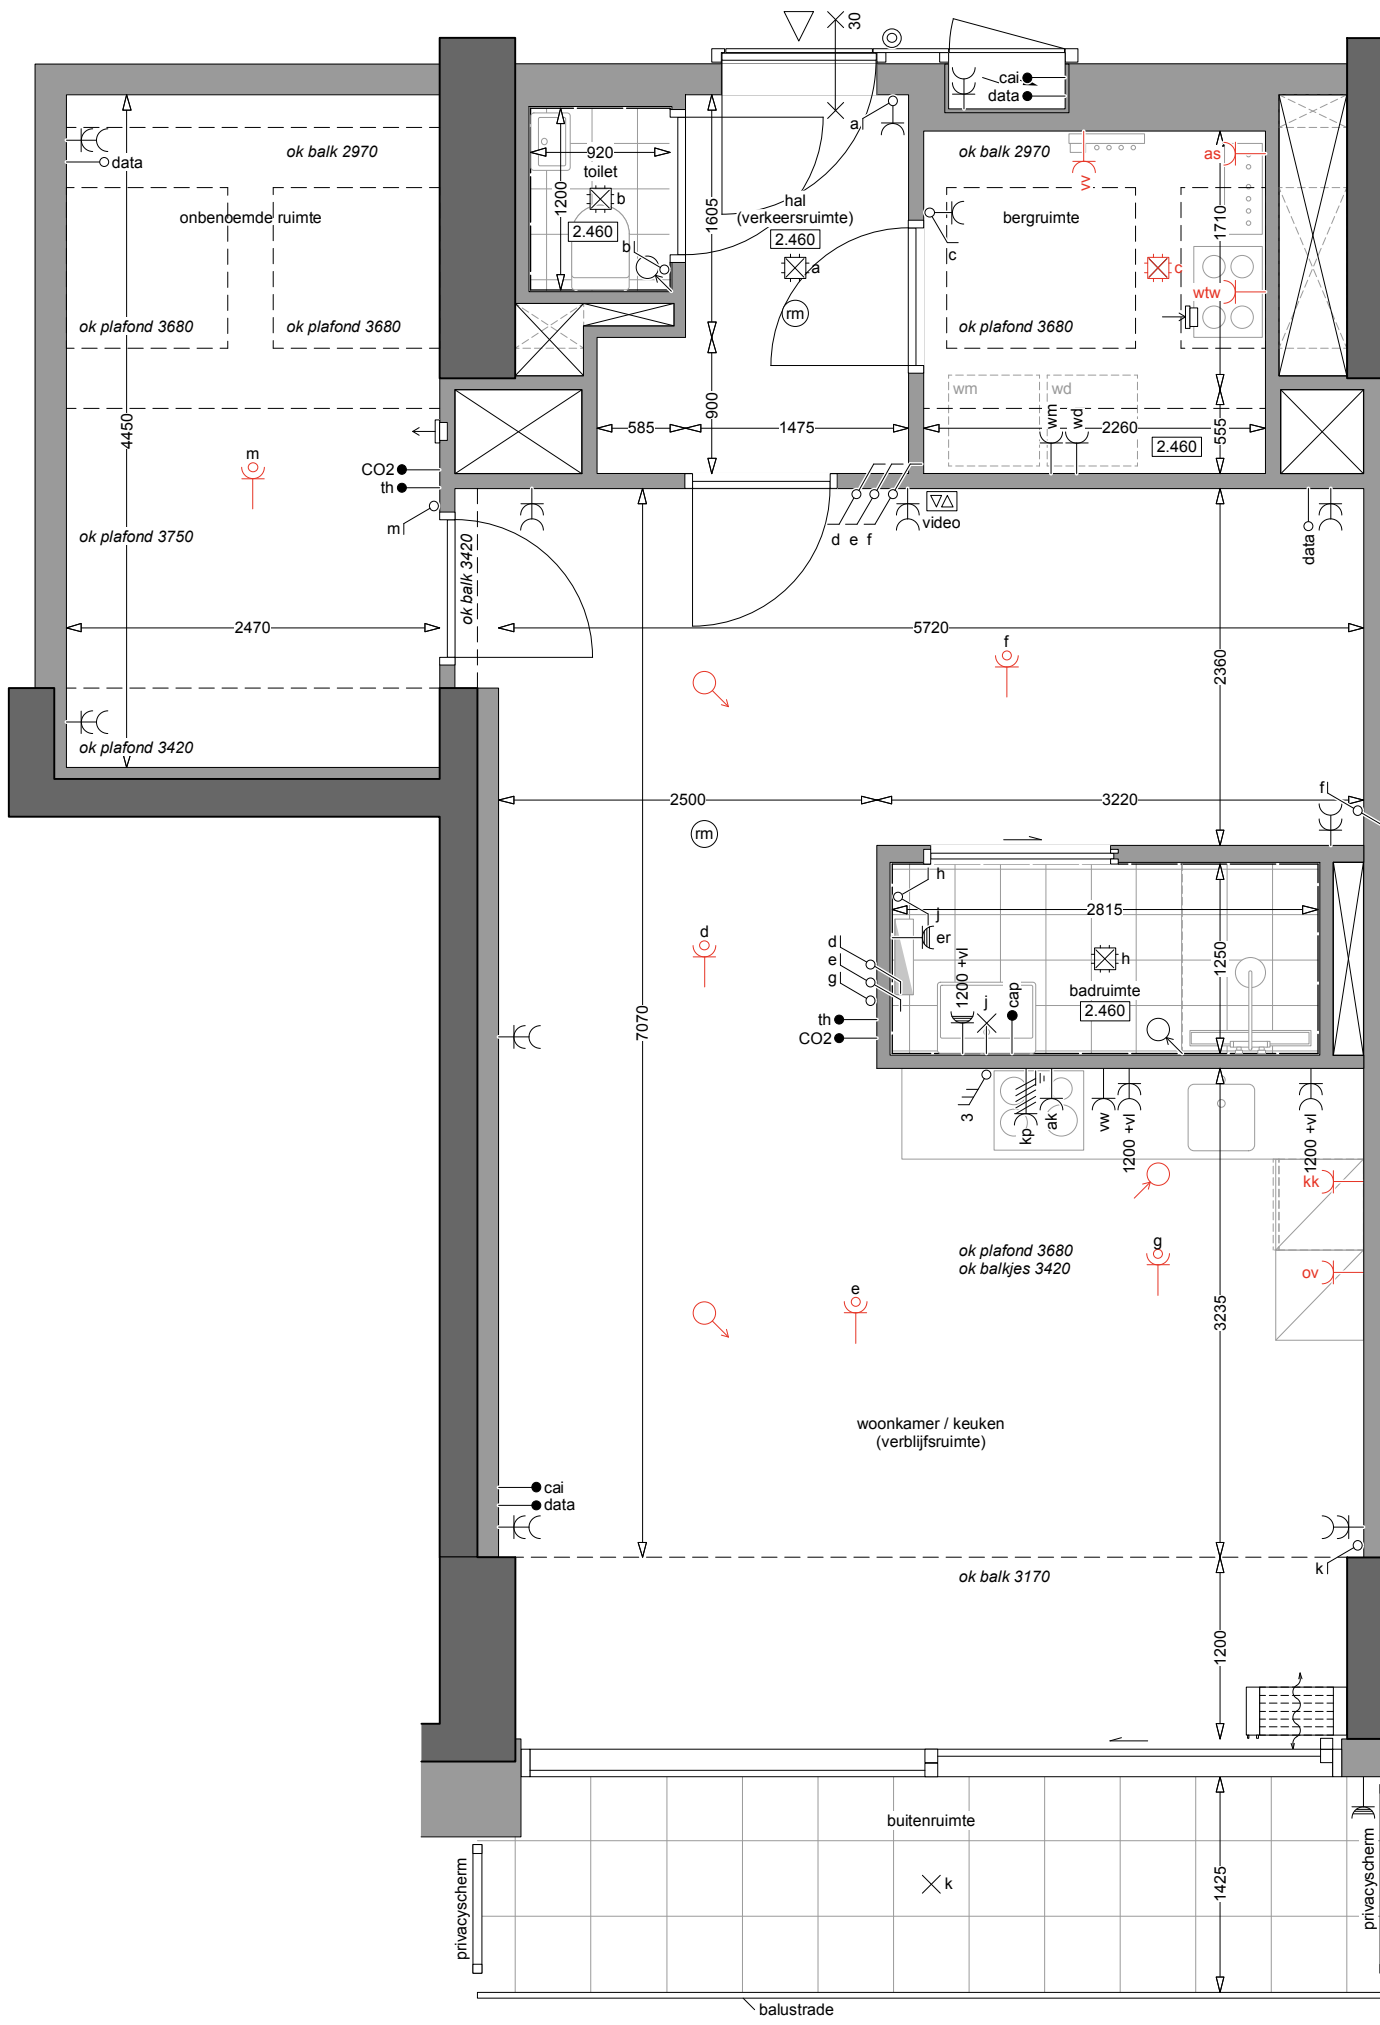 30
cai
data
a
ok balk 2970
data
920
toilet
b
1200
2.460
b
1605
hal
(verkeersruimte)
2.460
a
rm
ok balk 2970
vv
as
onbenoemde ruimte
bergruimte
1710
c
c
wtw
ok plafond 3680
ok plafond 3680
ok plafond 3680
4450
900
wm
wd
585
1475
wm
wd
2260
555
2.460
m
CO2
th
m
video
d e f
data
ok plafond 3750
ok balk 3420
2470
5720
f
2360
ok plafond 3420
2500
3220
f
rm
h
j
2815
er
d
d
e
g
1200 +vl
h
1250
j
cap
badruimte
2.460
th
CO2
7070
3
kp
ak
vw
1200 +vl
1200 +vl
kk
ok plafond 3680
ok balkjes 3420
g
ov
e
3235
woonkamer / keuken
(verblijfsruimte)
cai
data
k
ok balk 3170
1200
buitenruimte
k
1425
privacyscherm
privacyscherm
balustrade